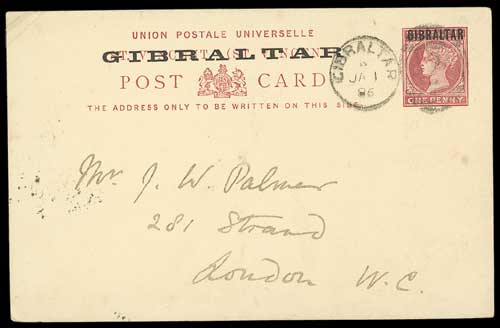 UNION POSTALE UNIVERSELLE
GIBRALTAR
POST CARD
THE ADDRESS ONLY TO BE WRITTEN ON THIS SIDE
GIBRALTAR
JA 1
GIBRALTAR
ONE PENNY
Mr J. W. Palmer
281 Strand
London W.C.